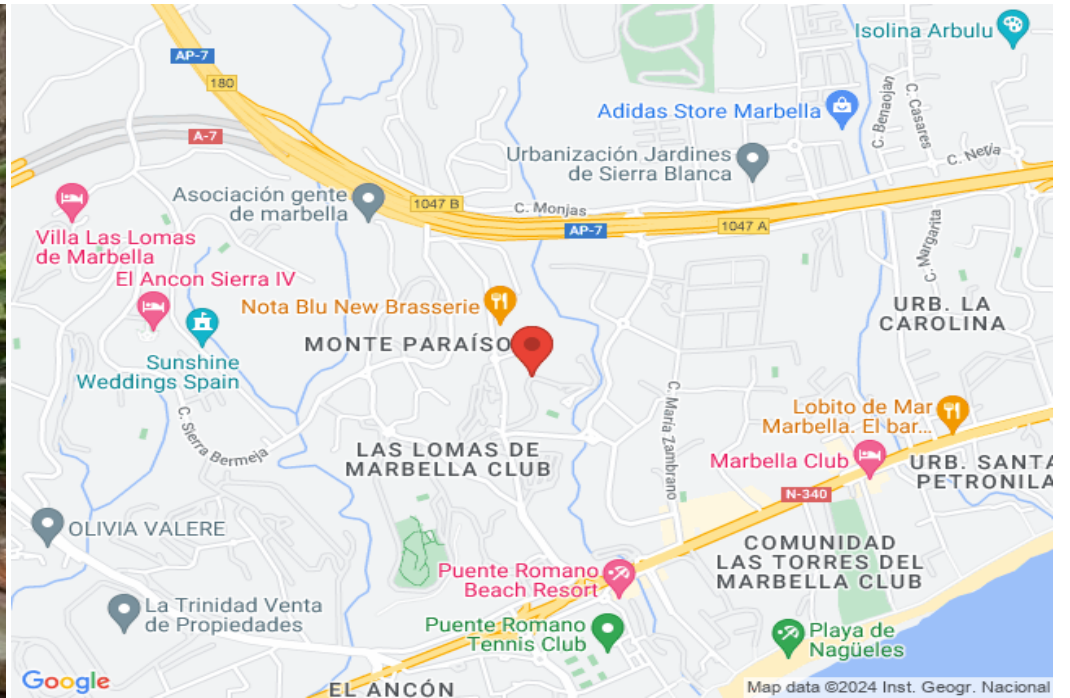 Isolina Arbulu
AP-7
180
Adidas Store Marbella
C. Benaojan
C. Casares
A-7
Urbanización Jardines
de Sierra Blanca
C. Nervia
Asociación gente
de marbella
1047 B
C. Monjas
AP-7
1047 A
C. Margarita
Villa Las Lomas
de Marbella
El Ancon Sierra IV
Nota Blu New Brasserie
URB. LA
CAROLINA
MONTE PARAÍSO
Sunshine
Weddings Spain
C. Sierra Bermeja
C. María Zambrano
Lobito de Mar
Marbella. El bar...
LAS LOMAS DE
MARBELLA CLUB
Marbella Club
URB. SANTA
PETRONILA
N-340
OLIVIA VALERE
COMUNIDAD
LAS TORRES DEL
MARBELLA CLUB
Puente Romano
Beach Resort
La Trinidad Venta
de Propiedades
Puente Romano
Tennis Club
Playa de
Nagüeles
Google
EL ANCÓN
Map data ©2024 Inst. Geogr. Nacional